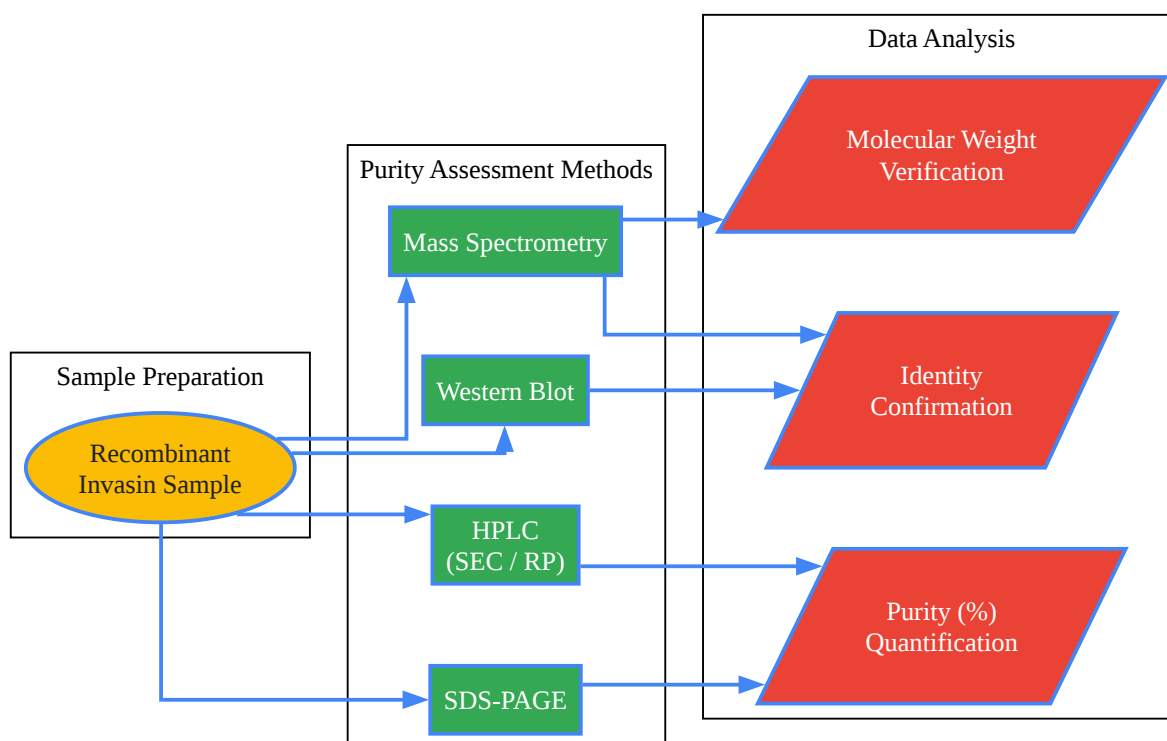 Sample Preparation
Recombinant
Invasin Sample
Purity Assessment Methods
Mass Spectrometry
Western Blot
HPLC
(SEC / RP)
SDS-PAGE
Data Analysis
Molecular Weight
Verification
Identity
Confirmation
Purity (%)
Quantification